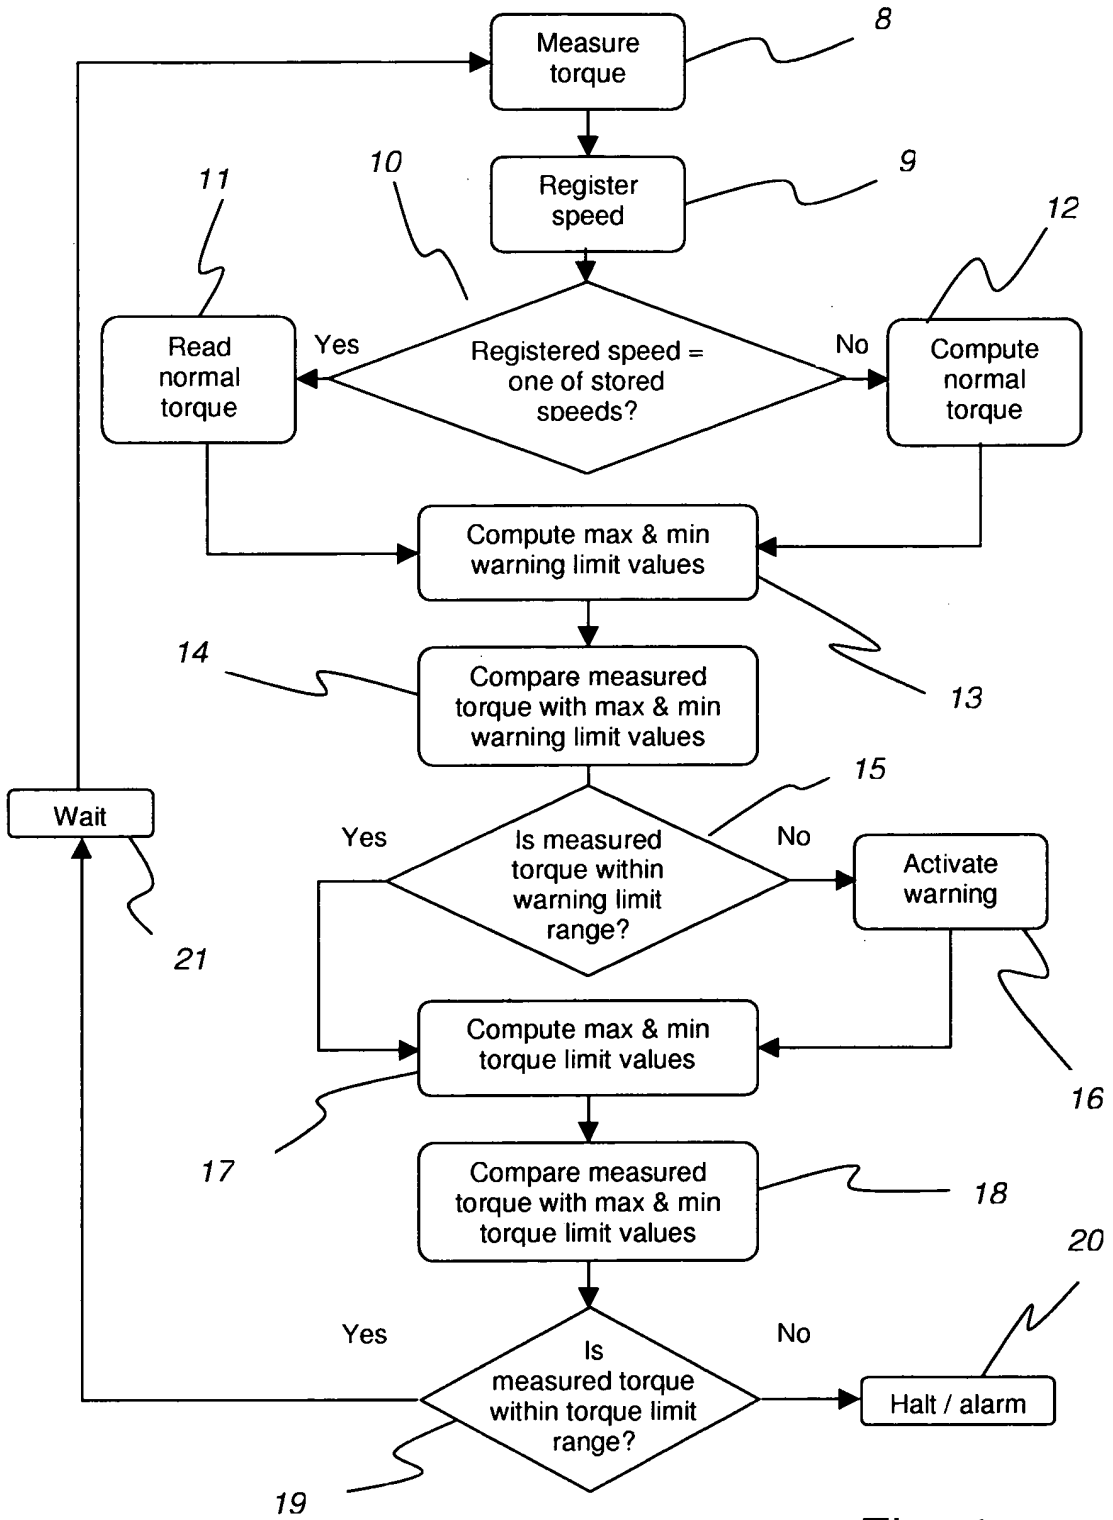 8
Measure
torque
9
Register
speed
10
11
12
Read
normal
torque
Yes
Registered speed =
one of stored
speeds?
No
Compute
normal
torque
Compute max & min
warning limit values
13
14
Compare measured
torque with max & min
warning limit values
15
Wait
21
Yes
Is measured
torque within
warning limit
range?
No
Activate
warning
16
Compute max & min
torque limit values
17
Compare measured
torque with max & min
torque limit values
18
20
Yes
Is
measured torque
within torque limit
range?
No
Halt / alarm
19